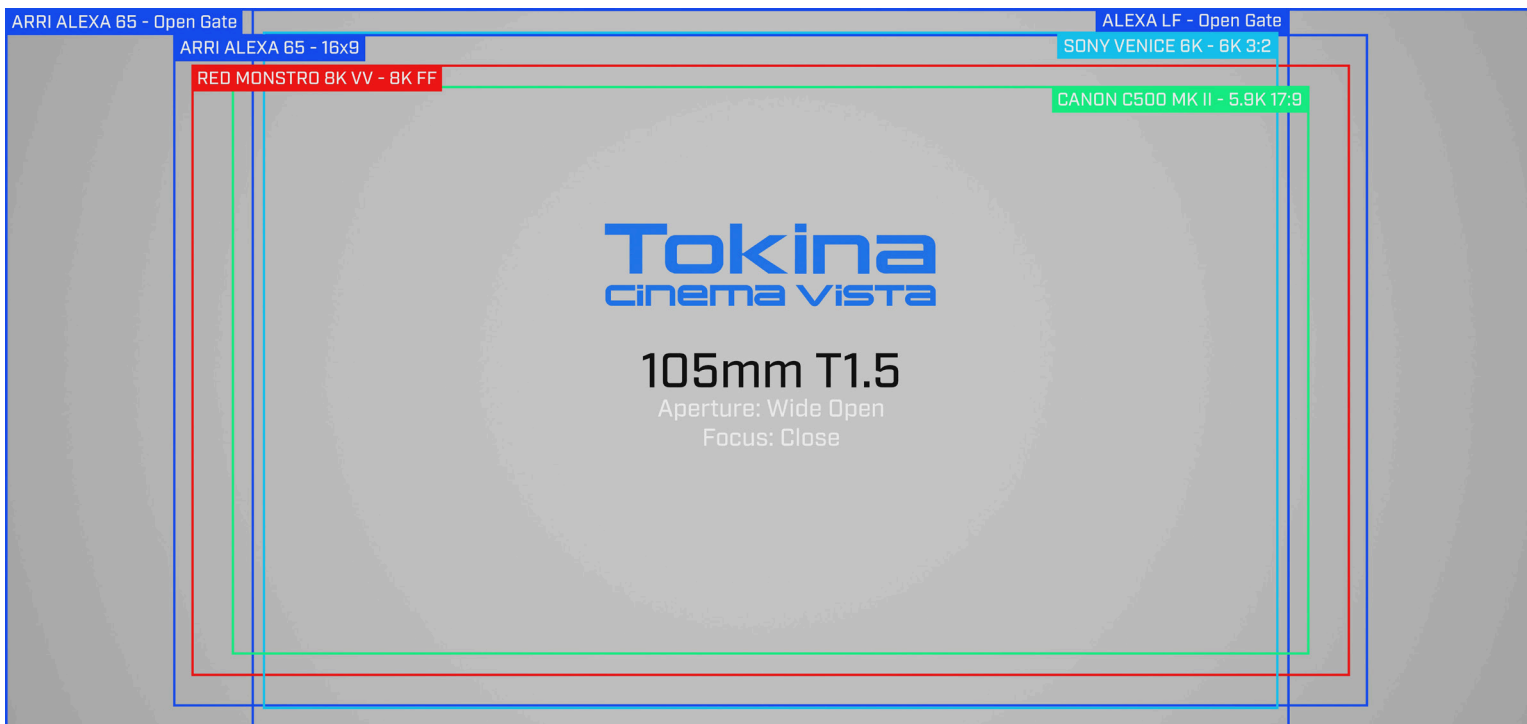 ARRI ALEXA 65 - Open Gate
ALEXA LF - Open Gate
ARRI ALEXA 65 - 16x9
SONY VENICE 6K - 6K 3:2
RED MONSTRO 8K VV - 8K FF
CANON C500 MK II - 5.9K 17:9
Tokina
cinema vista
105mm T1.5
Aperture: Wide Open
Focus: Close